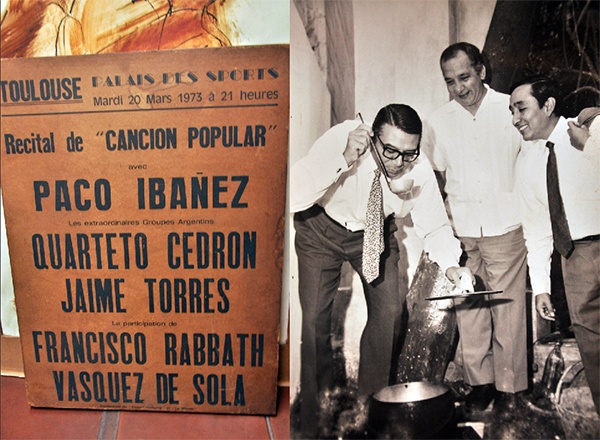 TOULOUSE PALAIS DES SPORTS
Mardi 20 Mars 1973 à 21 heures
Recital de "CANCION POPULAR"
avec
PACO IBAÑEZ
Les extraordinaires Groupes Argentins
QUARTETO CEDRON
JAIME TORRES
La participation de
FRANCISCO RABBATH
VASQUEZ DE SOLA